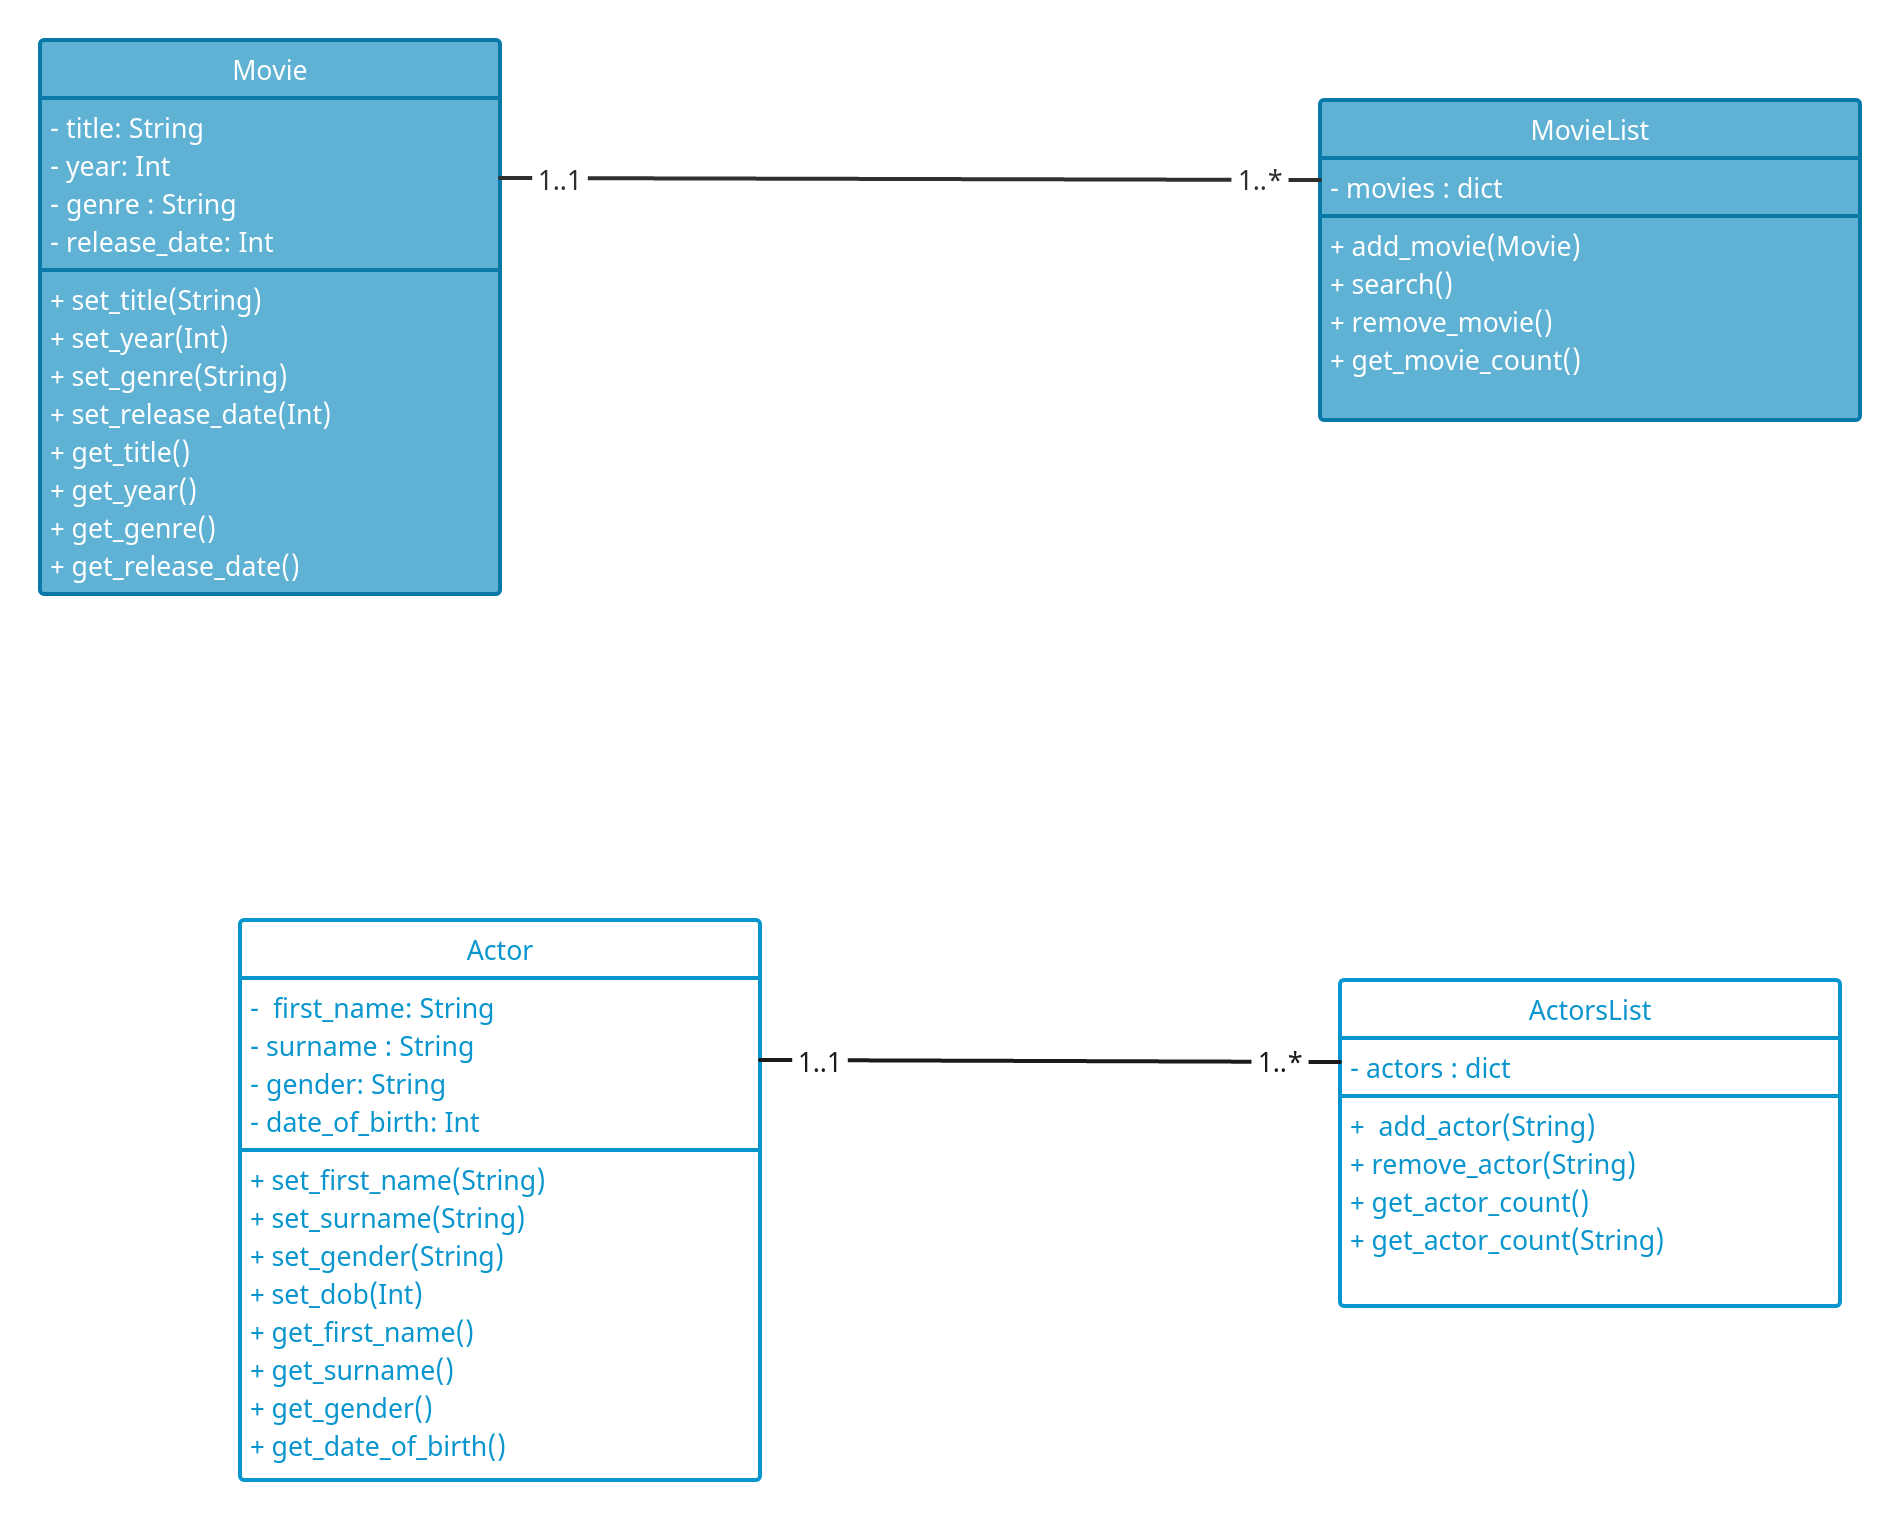 Movie
- title: String
- year: Int
- genre : String
- release_date: Int
+ set_title(String)
+ set_year(Int)
+ set_genre(String)
+ set_release_date(Int)
+ get_title()
+ get_year()
+ get_genre()
+ get_release_date()
1..1
1..*
MovieList
- movies : dict
+ add_movie(Movie)
+ search()
+ remove_movie()
+ get_movie_count()
Actor
-  first_name: String
- surname : String
- gender: String
- date_of_birth: Int
+ set_first_name(String)
+ set_surname(String)
+ set_gender(String)
+ set_dob(Int)
+ get_first_name()
+ get_surname()
+ get_gender()
+ get_date_of_birth()
1..1
1..*
ActorsList
- actors : dict
+  add_actor(String)
+ remove_actor(String)
+ get_actor_count()
+ get_actor_count(String)